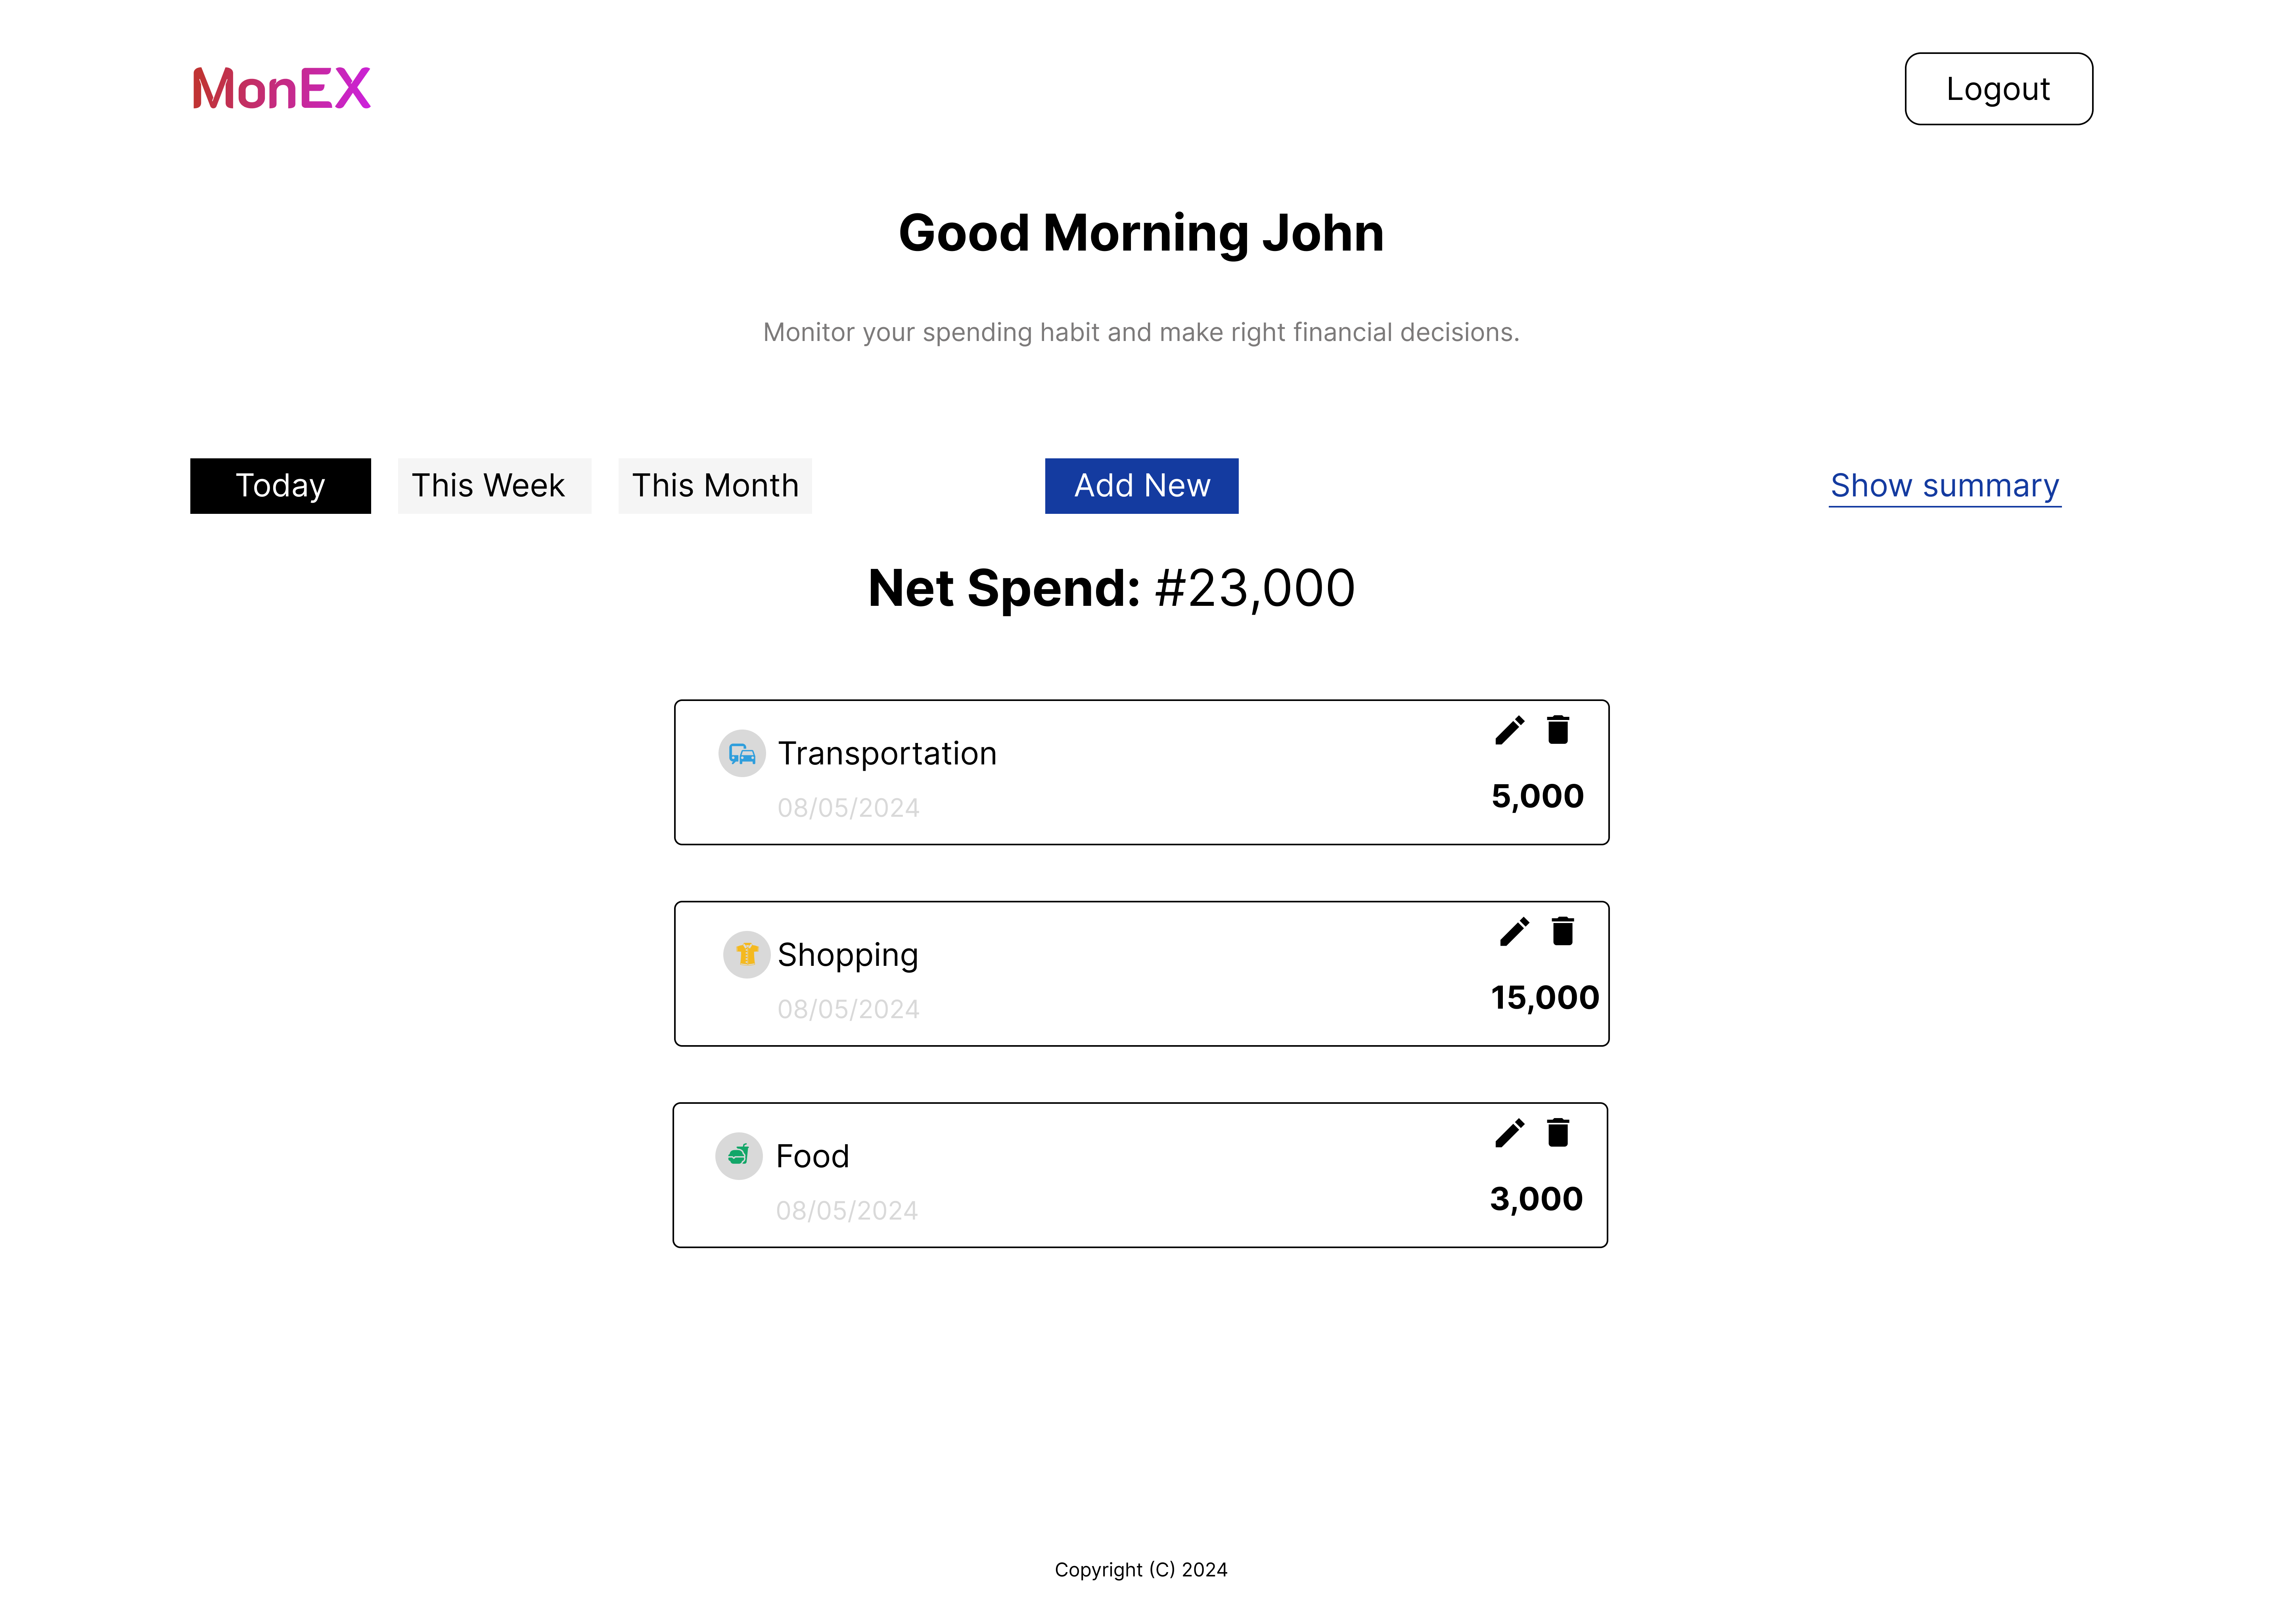 MonEX
Logout
Good Morning John
Monitor your spending habit and make right financial decisions.
Today
This Week
This Month
Add New
Show summary
Net Spend: #23,000
Transportation
08/05/2024
5,000
Shopping
08/05/2024
15,000
Food
08/05/2024
3,000
Copyright (C) 2024